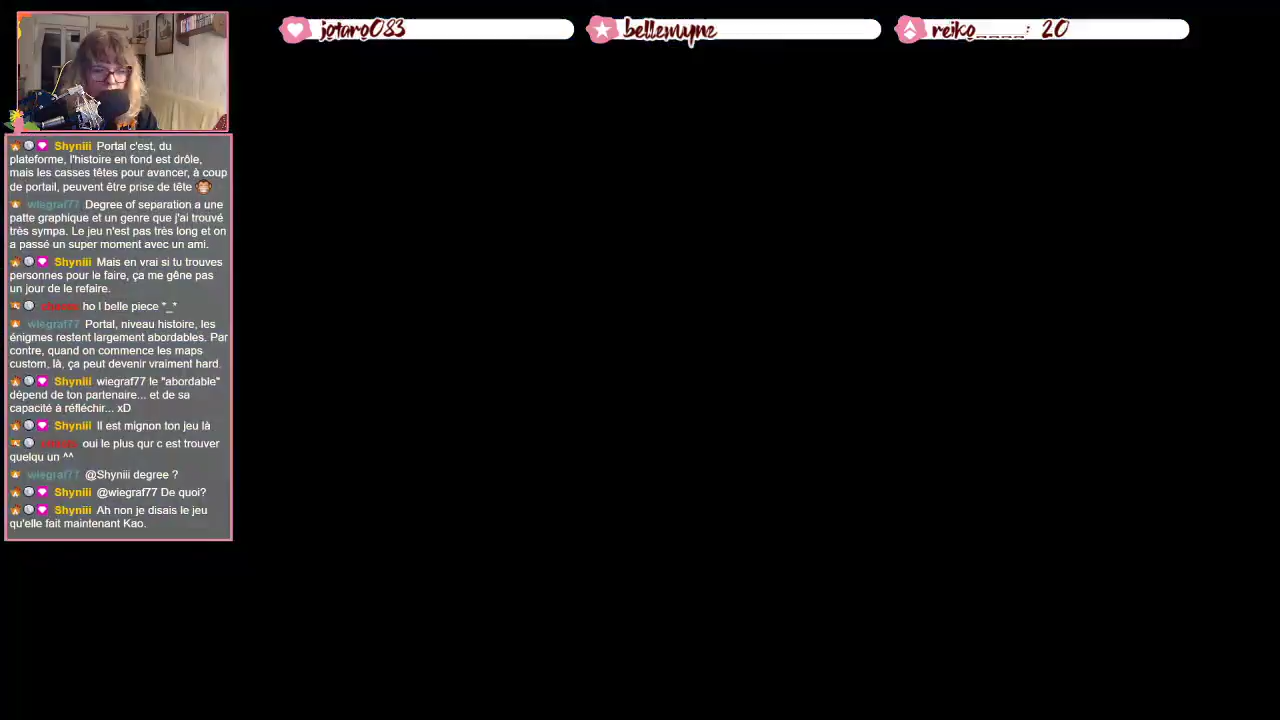 jotaro083
bellemyne
reiko_____: 20
Shyniii Portal c'est, du
plateforme, l'histoire en fond est drôle,
mais les casses têtes pour avancer, à coup
de portail, peuvent être prise de tête
wiegraf77 Degree of separation a une
patte graphique et un genre que j'ai trouvé
très sympa. Le jeu n'est pas très long et on
a passé un super moment avec un ami.
Shyniii Mais en vrai si tu trouves
personnes pour le faire, ça me gêne pas
un jour de le refaire.
ho l belle piece *_*
wiegraf77 Portal, niveau histoire, les
énigmes restent largement abordables. Par
contre, quand on commence les maps
custom, là, ça peut devenir vraiment hard.
Shyniii wiegraf77 le "abordable"
dépend de ton partenaire... et de sa
capacité à réfléchir... xD
Shyniii Il est mignon ton jeu là
oui le plus qur c est trouver
quelqu un ^^
wiegraf77 @Shyniii degree ?
Shyniii @wiegraf77 De quoi?
Shyniii Ah non je disais le jeu
qu'elle fait maintenant Kao.